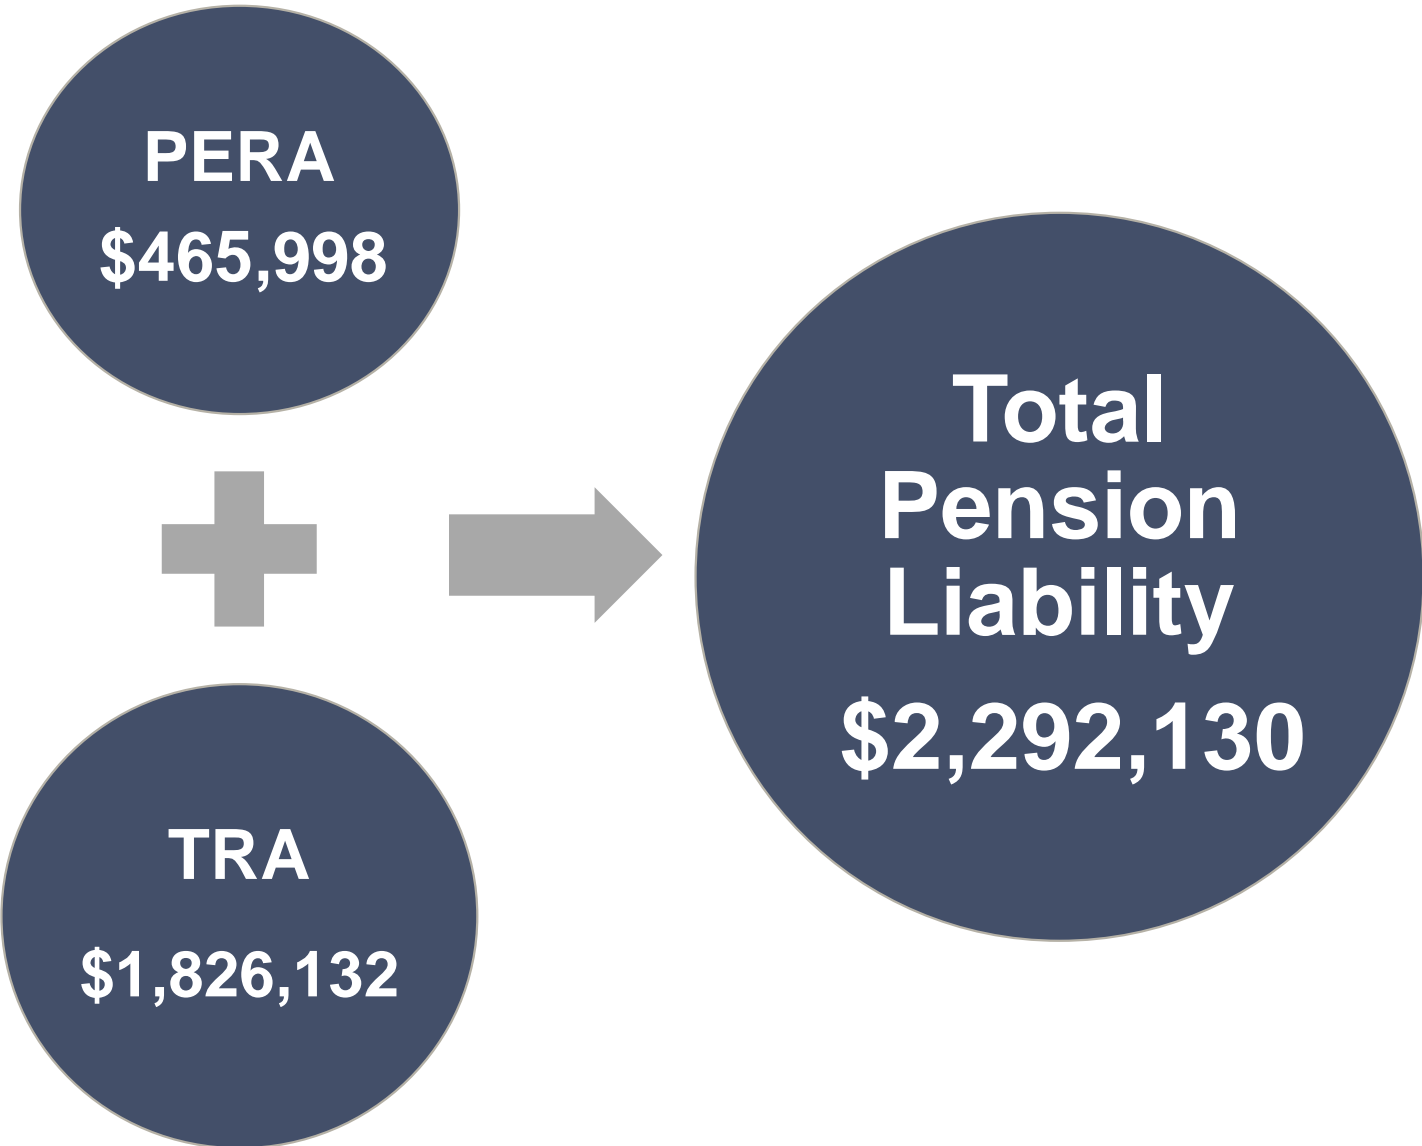 PERA
$465,998
Total
Pension
Liability
$2,292,130
TRA
$1,826,132